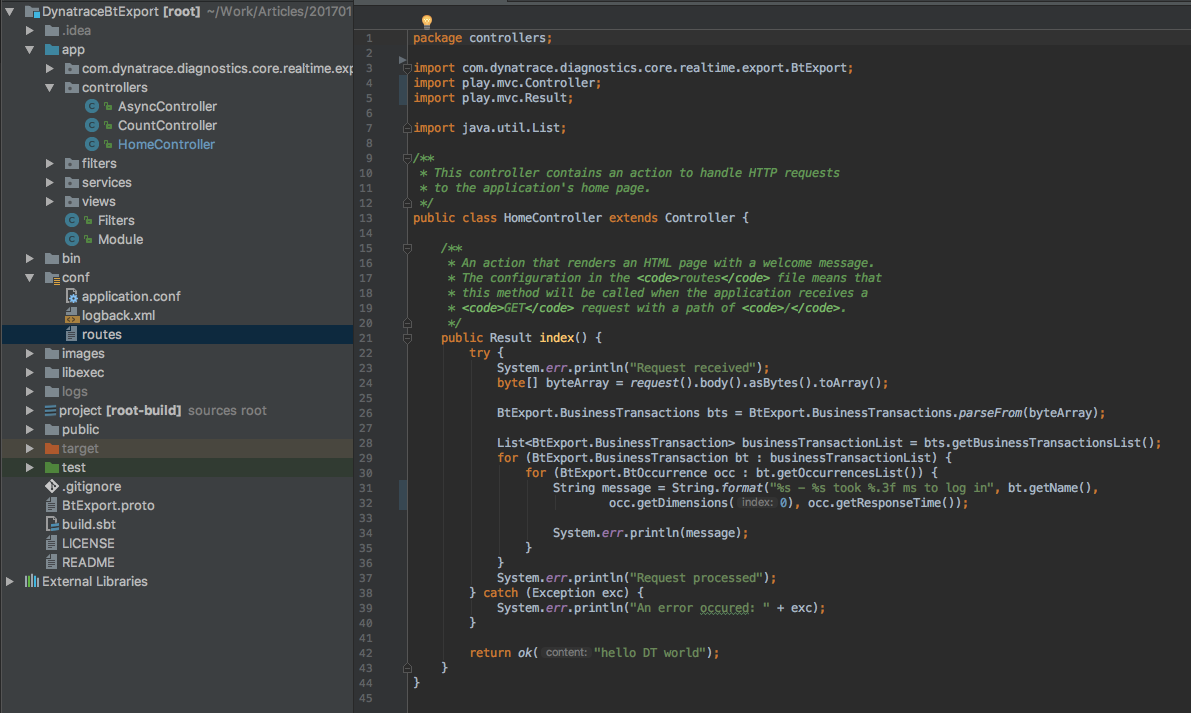 DynatraceBtExport [root] ~/Work/Articles/201701
.idea
app
com.dynatrace.diagnostics.core.realtime.exp
controllers
AsyncController
CountController
HomeController
filters
services
views
Filters
Module
bin
conf
application.conf
logback.xml
routes
images
libexec
logs
project [root-build] sources root
public
target
test
.gitignore
BtExport.proto
build.sbt
LICENSE
README
External Libraries
1 package controllers;
2
3 import com.dynatrace.diagnostics.core.realtime.export.BtExport;
4 import play.mvc.Controller;
5 import play.mvc.Result;
6
7 import java.util.List;
8
9 /**
10 * This controller contains an action to handle HTTP requests
11 * to the application's home page.
12 */
13 public class HomeController extends Controller {
14
15 /**
16 * An action that renders an HTML page with a welcome message.
17 * The configuration in the <code>routes</code> file means that
18 * this method will be called when the application receives a
19 * <code>GET</code> request with a path of <code>/</code>.
20 */
21 public Result index() {
22 try {
23 System.err.println("Request received");
24 byte[] byteArray = request().body().asBytes().toArray();
25
26 BtExport.BusinessTransactions bts = BtExport.BusinessTransactions.parseFrom(byteArray);
27
28 List<BtExport.BusinessTransaction> businessTransactionList = bts.getBusinessTransactionsList();
29 for (BtExport.BusinessTransaction bt : businessTransactionList) {
30 for (BtExport.BtOccurrence occ : bt.getOccurrencesList()) {
31 String message = String.format("%s - %s took %.3f ms to log in", bt.getName(),
32 occ.getDimensions( index: 0), occ.getResponseTime());
33
34 System.err.println(message);
35 }
36 }
37 System.err.println("Request processed");
38 } catch (Exception exc) {
39 System.err.println("An error occured: " + exc);
40 }
41
42 return ok( content: "hello DT world");
43 }
44 }
45